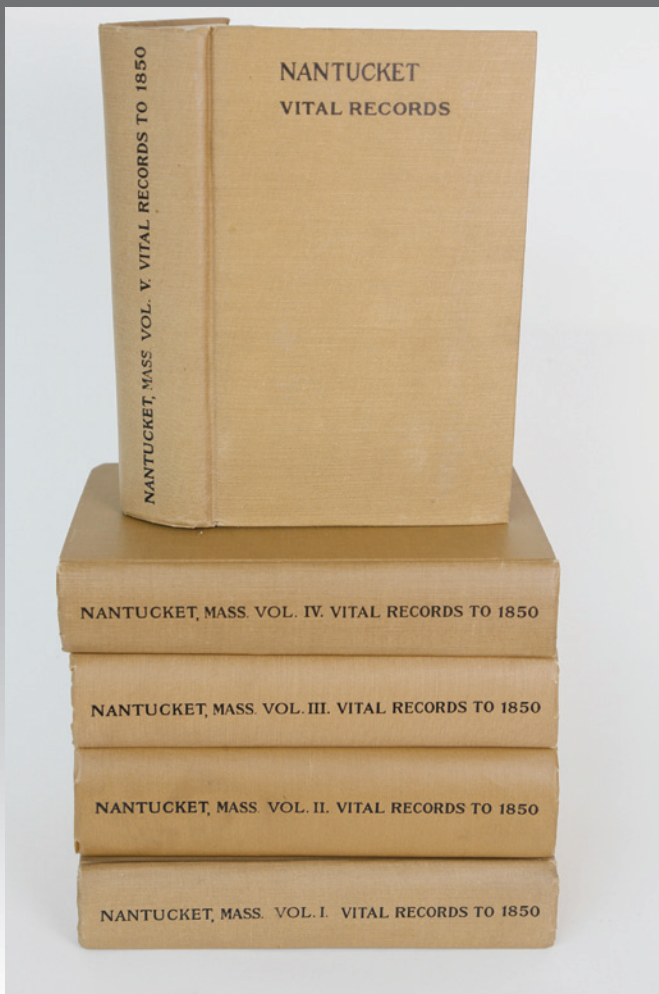 NANTUCKET
VITAL RECORDS
NANTUCKET, MASS VOL. V. VITAL RECORDS TO 1850
NANTUCKET, MASS. VOL. IV. VITAL RECORDS TO 1850
NANTUCKET, MASS. VOL. III. VITAL RECORDS TO 1850
NANTUCKET, MASS. VOL. II. VITAL RECORDS TO 1850
NANTUCKET, MASS. VOL. I. VITAL RECORDS TO 1850